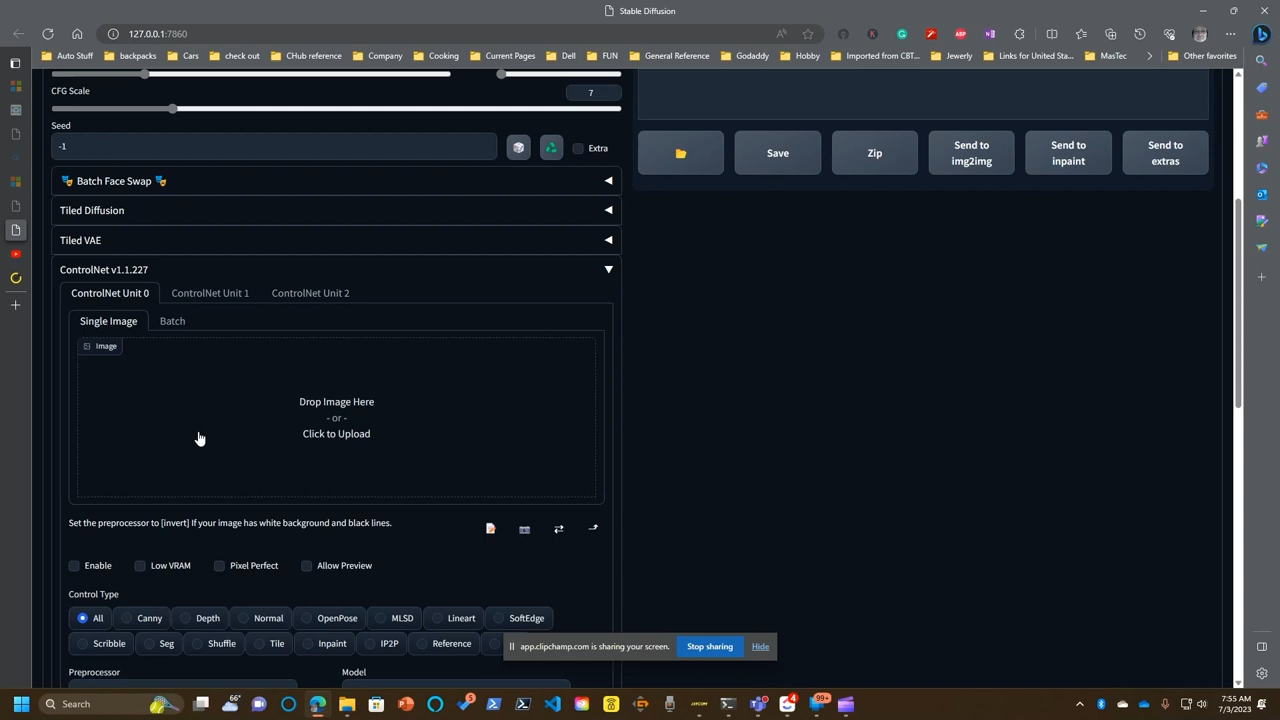 Stable Diffusion
127.0.0.1:7860
Auto Stuff backpacks Cars check out CHub reference Company Cooking Current Pages Dell FUN General Reference Godaddy Hobby Imported from CBT... Jewerly Links for United Sta... MasTec Other favorites
CFG Scale
7
Seed
-1
Extra
Save
Zip
Send to img2img
Send to inpaint
Send to extras
Batch Face Swap
Tiled Diffusion
Tiled VAE
ControlNet v1.1.227
ControlNet Unit 0 ControlNet Unit 1 ControlNet Unit 2
Single Image Batch
Image
Drop Image Here
- or -
Click to Upload
Set the preprocessor to [invert] If your image has white background and black lines.
Enable Low VRAM Pixel Perfect Allow Preview
Control Type
All Canny Depth Normal OpenPose MLSD Lineart SoftEdge
Scribble Seg Shuffle Tile Inpaint IP2P Reference
app.clipchamp.com is sharing your screen. Stop sharing Hide
Preprocessor Model
Search
66°
5
4
99+
7:55 AM
7/3/2023